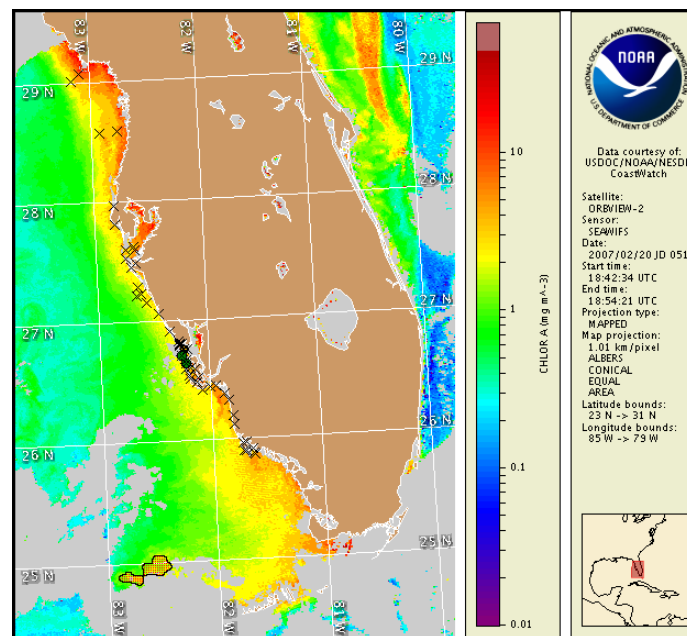 83 W
82 W
81 W
80 W
29 N
29 N
28 N
28 N
27 N
27 N
26 N
26 N
25 N
25 N
83 W
82 W
81 W
10
1
0.1
0.01
CHLOR A (mg m^-3)
NATIONAL OCEANIC AND ATMOSPHERIC ADMINISTRATION
NOAA
U.S. DEPARTMENT OF COMMERCE
Data courtesy of:
USDOC/NOAA/NESDI
CoastWatch
Satellite:
ORBVIEW-2
Sensor:
SEAWIFS
Date:
2007/02/20 JD 051
Start time:
18:42:34 UTC
End time:
18:54:21 UTC
Projection type:
MAPPED
Map projection:
1.01 km/pixel
ALBERS
CONICAL
EQUAL
AREA
Latitude bounds:
23 N -> 31 N
Longitude bounds:
85 W -> 79 W